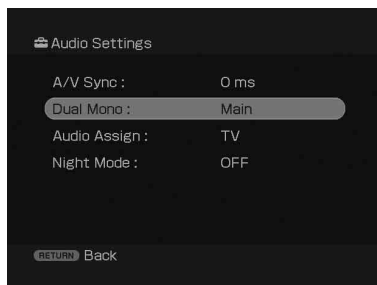 Audio Settings
A/V Sync : 0 ms
Dual Mono : Main
Audio Assign : TV
Night Mode : OFF
RETURN Back